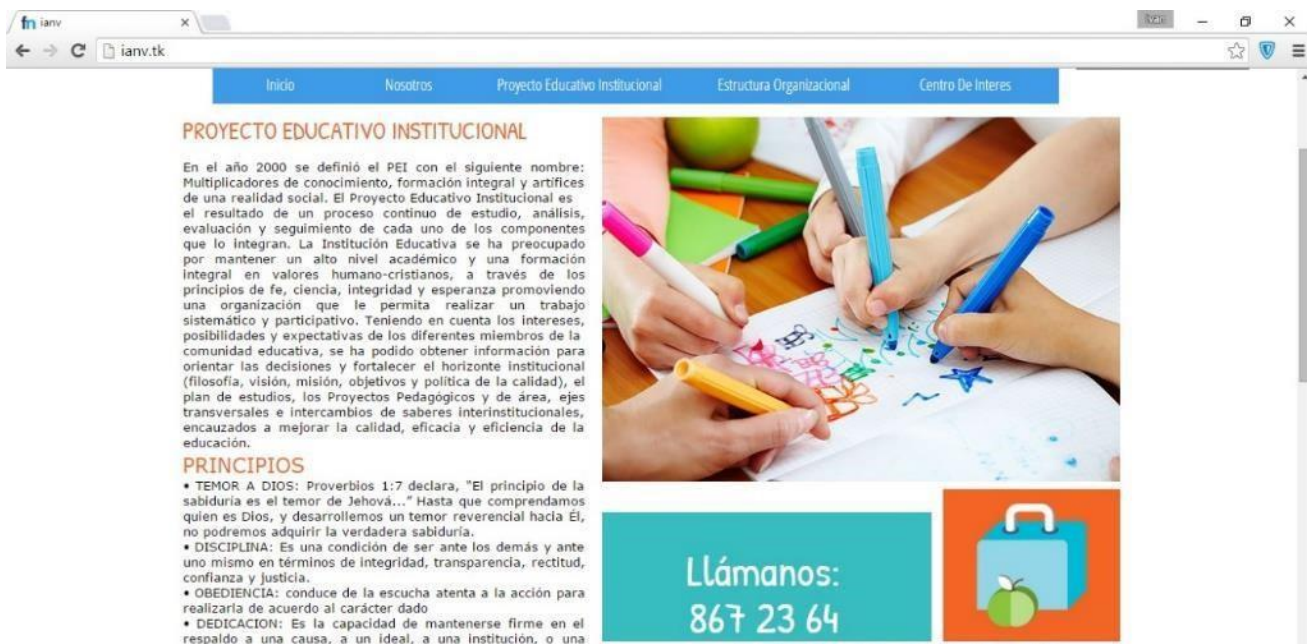 fn ianv
Ivan
ianv.tk
Inicio Nosotros Proyecto Educativo Institucional Estructura Organizacional Centro De Interes
PROYECTO EDUCATIVO INSTITUCIONAL
En el año 2000 se definió el PEI con el siguiente nombre:
Multiplicadores de conocimiento, formación integral y artífices
de una realidad social. El Proyecto Educativo Institucional es
el resultado de un proceso continuo de estudio, análisis,
evaluación y seguimiento de cada uno de los componentes
que lo integran. La Institución Educativa se ha preocupado
por mantener un alto nivel académico y una formación
integral en valores humano-cristianos, a través de los
principios de fe, ciencia, integridad y esperanza promoviendo
una organización que le permita realizar un trabajo
sistemático y participativo. Teniendo en cuenta los intereses,
posibilidades y expectativas de los diferentes miembros de la
comunidad educativa, se ha podido obtener información para
orientar las decisiones y fortalecer el horizonte institucional
(filosofía, visión, misión, objetivos y política de la calidad), el
plan de estudios, los Proyectos Pedagógicos y de área, ejes
transversales e intercambios de saberes interinstitucionales,
encauzados a mejorar la calidad, eficacia y eficiencia de la
educación.
PRINCIPIOS
• TEMOR A DIOS: Proverbios 1:7 declara, "El principio de la
sabiduría es el temor de Jehová..." Hasta que comprendamos
quien es Dios, y desarrollemos un temor reverencial hacia Él,
no podremos adquirir la verdadera sabiduría.
• DISCIPLINA: Es una condición de ser ante los demás y ante
uno mismo en términos de integridad, transparencia, rectitud,
confianza y justicia.
• OBEDIENCIA: conduce de la escucha atenta a la acción para
realizarla de acuerdo al carácter dado
• DEDICACION: Es la capacidad de mantenerse firme en el
respaldo a una causa, a un ideal, a una institución, o una
Llámanos:
867 23 64